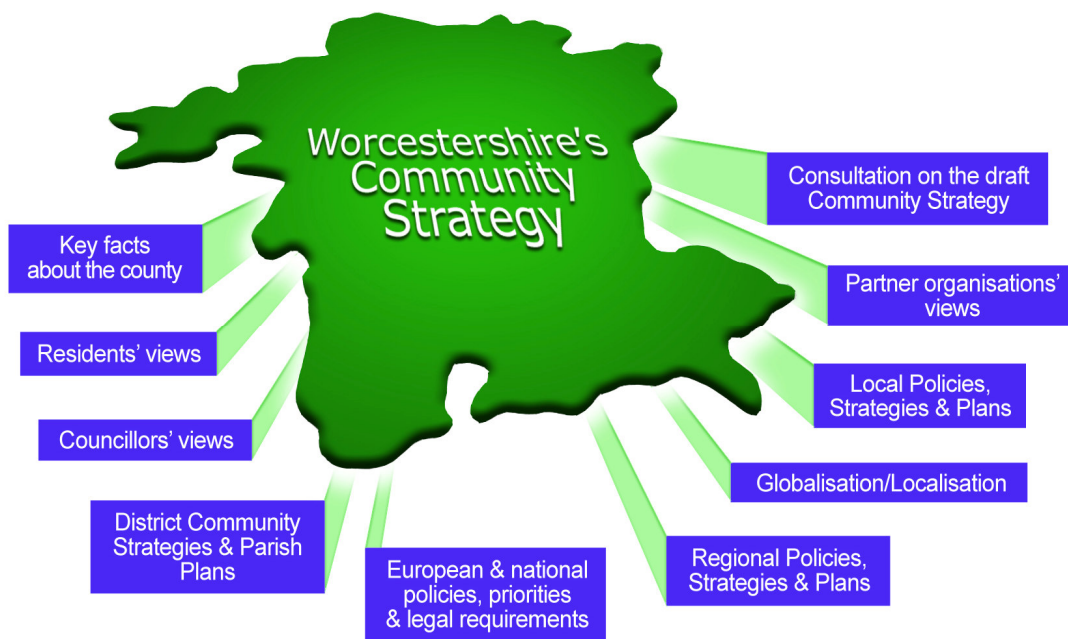 Worcestershire's
Community
Strategy
Key facts
about the county
Residents’ views
Councillors’ views
District Community
Strategies & Parish
Plans
European & national
policies, priorities
& legal requirements
Regional Policies,
Strategies & Plans
Globalisation/Localisation
Local Policies,
Strategies & Plans
Partner organisations’
views
Consultation on the draft
Community Strategy